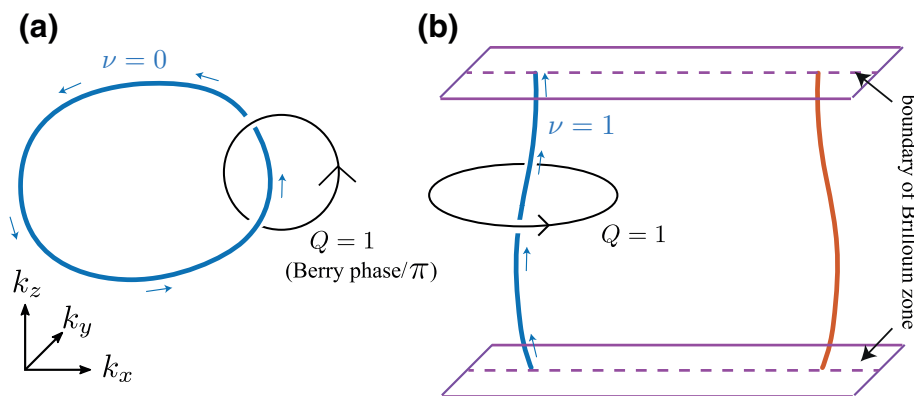 (a)
ν = 0
Q = 1
(Berry phase/π)
k_z
k_y
k_x
(b)
ν = 1
Q = 1
boundary of Brillouin zone